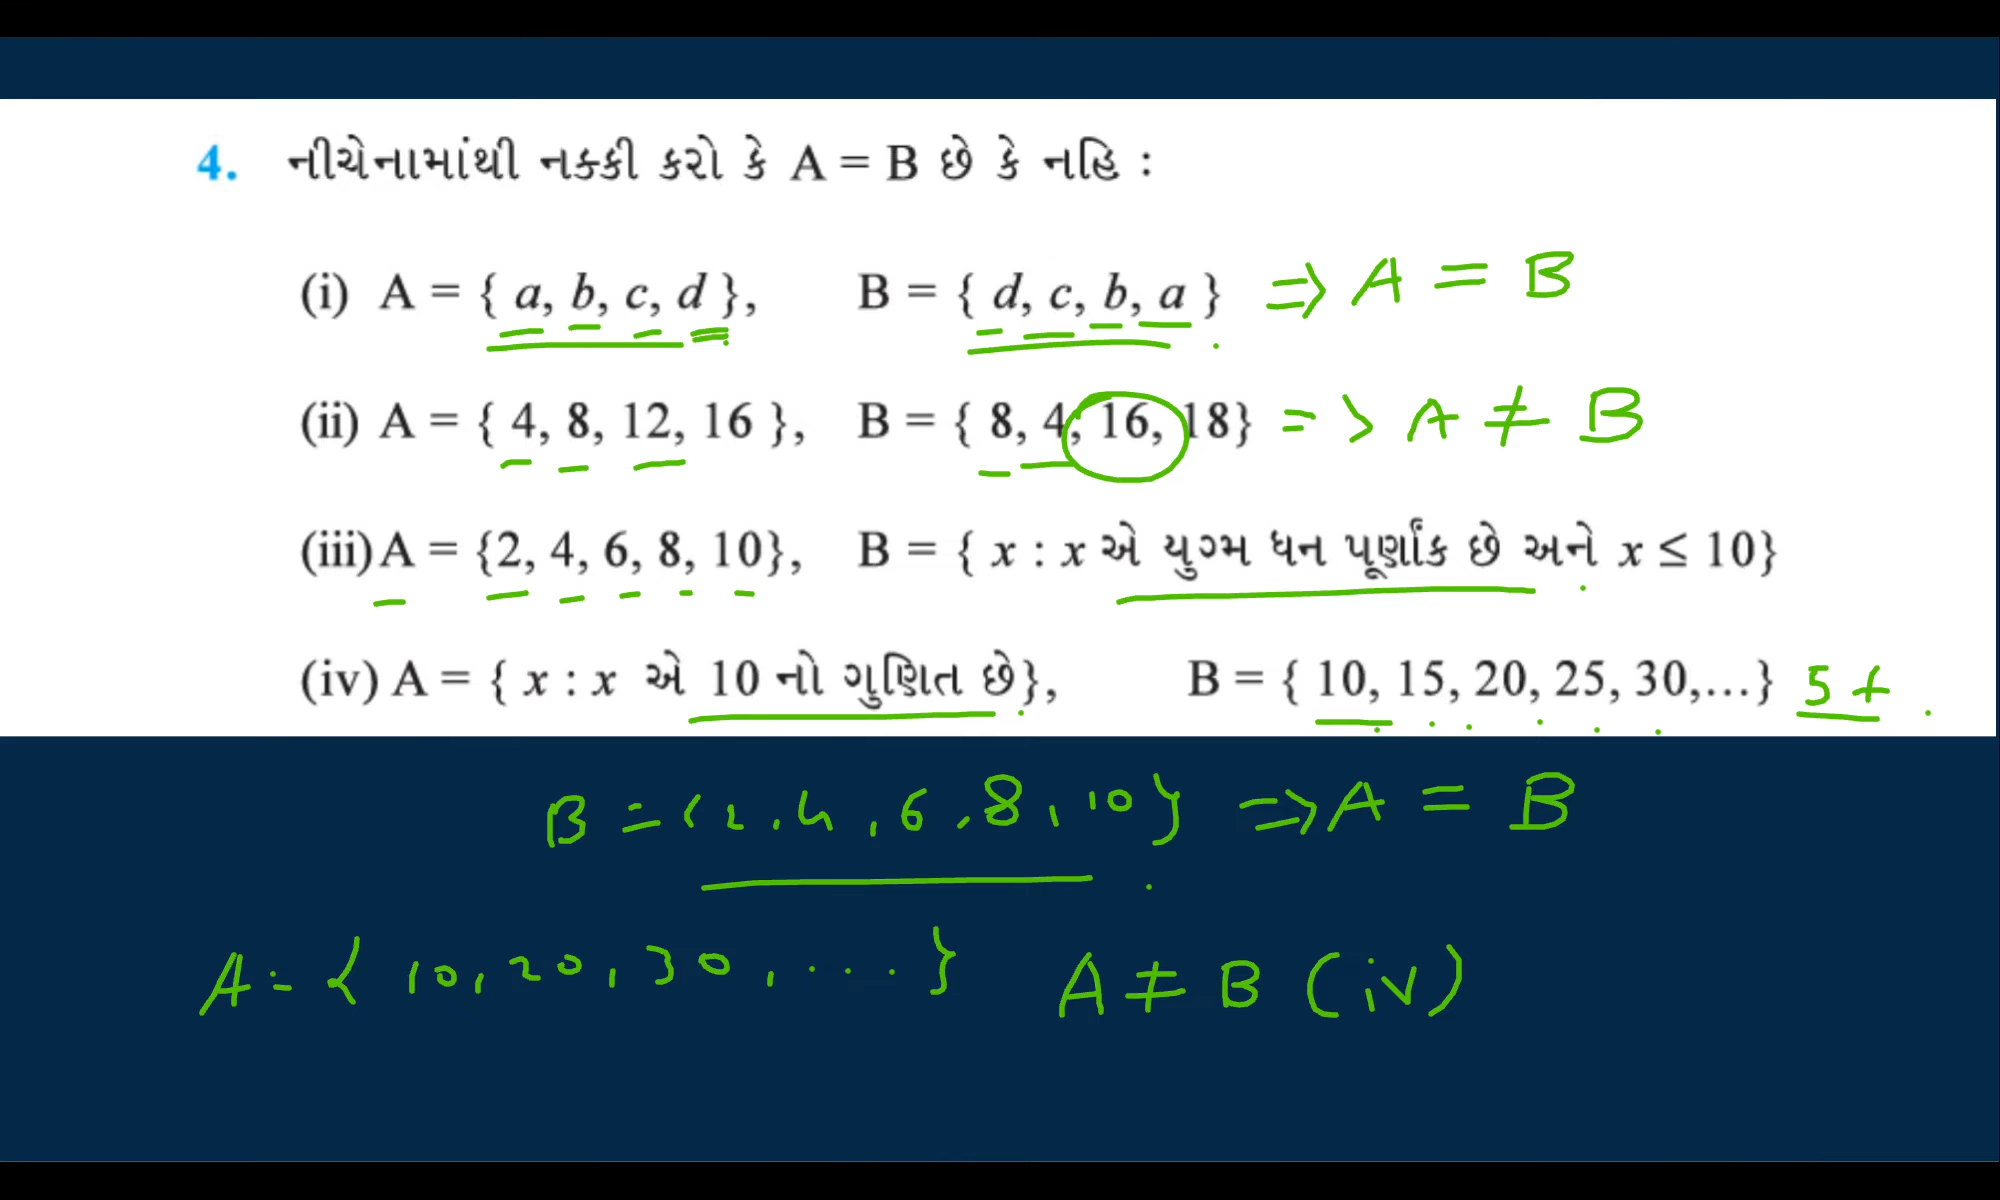 4. નીચેનામાંથી નક્કી કરો કે A = B છે કે નહિ :
(i) A = { a, b, c, d }, B = { d, c, b, a } => A = B
(ii) A = { 4, 8, 12, 16 }, B = { 8, 4, 16, 18} => A ≠ B
(iii) A = {2, 4, 6, 8, 10}, B = { x : x એ યુગ્મ ધન પૂર્ણાંક છે અને x ≤ 10}
(iv) A = { x : x એ 10 નો ગુણિત છે}, B = { 10, 15, 20, 25, 30,...} 5 +
B = { 2, 4, 6, 8, 10 } => A = B
A = { 10, 20, 30, ... } A ≠ B (iv)